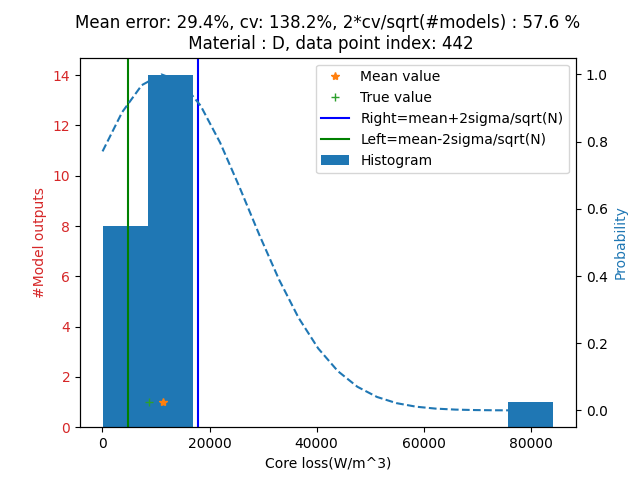 Mean error: 29.4%, cv: 138.2%, 2*cv/sqrt(#models) : 57.6 %
Material : D, data point index: 442
Mean value
True value
Right=mean+2sigma/sqrt(N)
Left=mean-2sigma/sqrt(N)
Histogram
14
12
10
8
6
4
2
0
#Model outputs
1.0
0.8
0.6
0.4
0.2
0.0
Probability
0
20000
40000
60000
80000
Core loss(W/m^3)